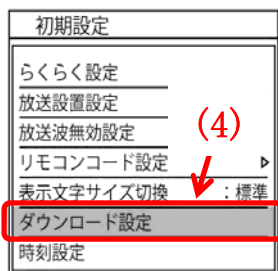 初期設定
らくらく設定
放送設置設定
放送波無効設定
(4)
リモコンコード設定
表示文字サイズ切換 :標準
ダウンロード設定
時刻設定